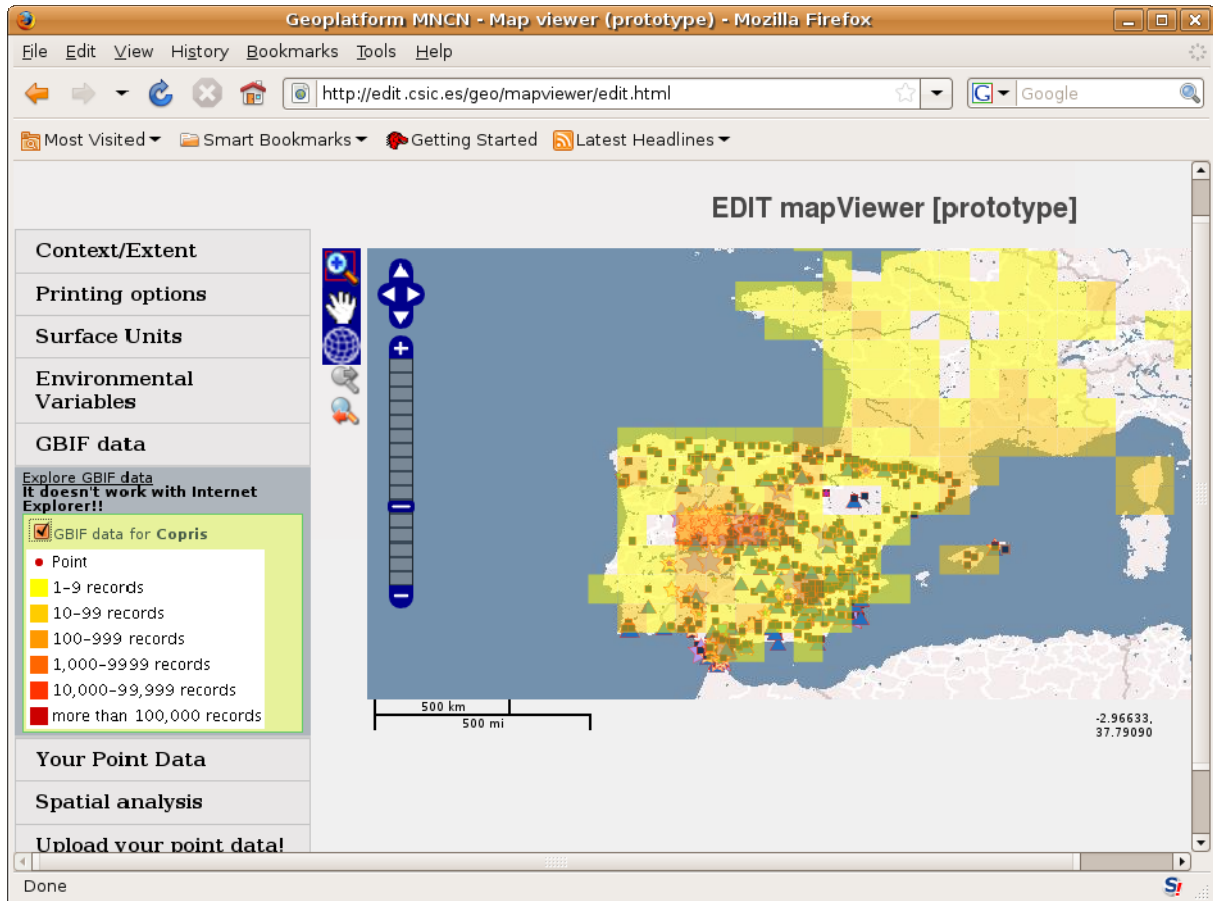 Geoplatform MNCN - Map viewer (prototype) - Mozilla Firefox
File Edit View History Bookmarks Tools Help
http://edit.csic.es/geo/mapviewer/edit.html
G Google
Most Visited Smart Bookmarks Getting Started Latest Headlines
EDIT mapViewer [prototype]
Context/Extent
Printing options
Surface Units
Environmental
Variables
GBIF data
Explore GBIF data
It doesn't work with Internet
Explorer!!
GBIF data for Copris
Point
1-9 records
10-99 records
100-999 records
1,000-9999 records
10,000-99,999 records
more than 100,000 records
Your Point Data
Spatial analysis
Upload your point data!
500 km
500 mi
-2.96633,
37.79090
Done
S!